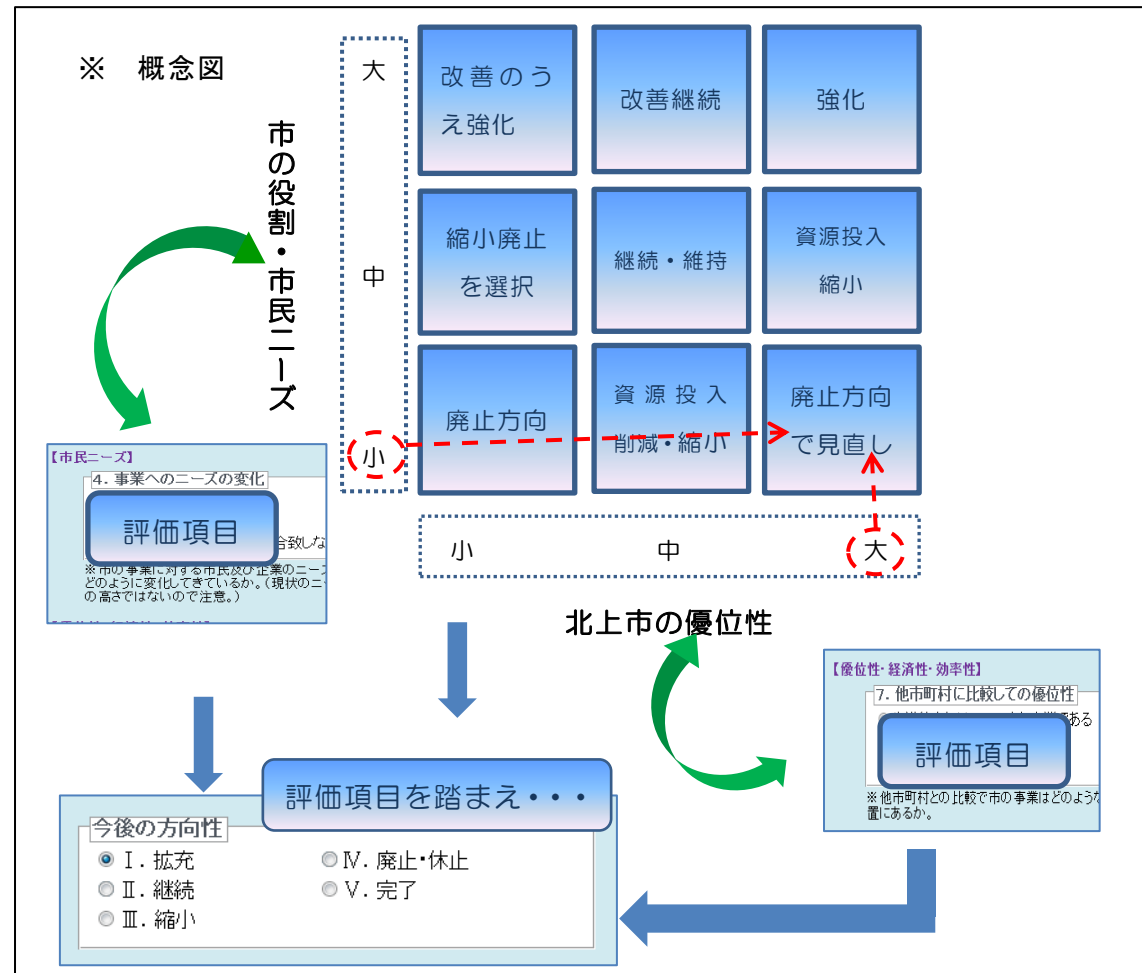 ※ 概念図
市の役割・市民ニーズ
大
中
小
改善のう
え強化
改善継続
強化
縮小廃止
を選択
継続・維持
資源投入
縮小
廃止方向
資源投入
削減・縮小
廃止方向
で見直し
小 中 大
北上市の優位性
【市民ニーズ】
4. 事業へのニーズの変化
評価項目
合致しな
※市の事業に対する市民及び企業のニーズ
どのように変化してきているか。(現状のニー
の高さではないので注意。)
【優位性・経済性・効率性】
7. 他市町村に比較しての優位性
である
評価項目
※他市町村との比較で市の事業はどのような
置にあるか。
評価項目を踏まえ・・・
今後の方向性
Ⅰ. 拡充
Ⅱ. 継続
Ⅲ. 縮小
Ⅳ. 廃止・休止
Ⅴ. 完了